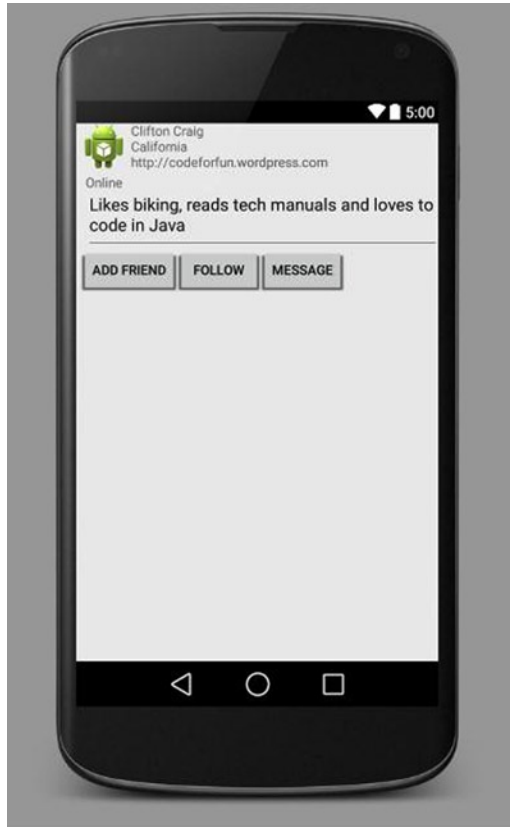 5:00
Clifton Craig
California
http://codeforfun.wordpress.com
Online
Likes biking, reads tech manuals and loves to
code in Java
ADD FRIEND FOLLOW MESSAGE